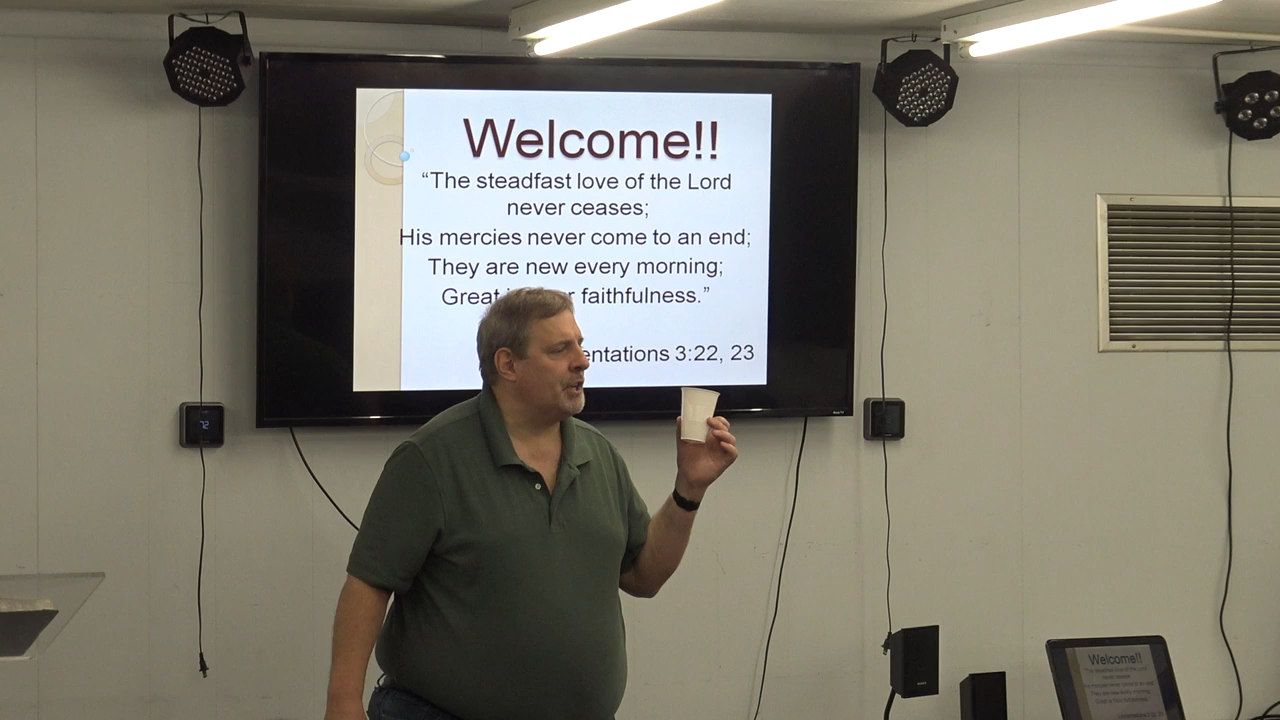 Welcome!!
“The steadfast love of the Lord
never ceases;
His mercies never come to an end;
They are new every morning;
Great faithfulness.”
entations 3:22, 23
72
Welcome!!